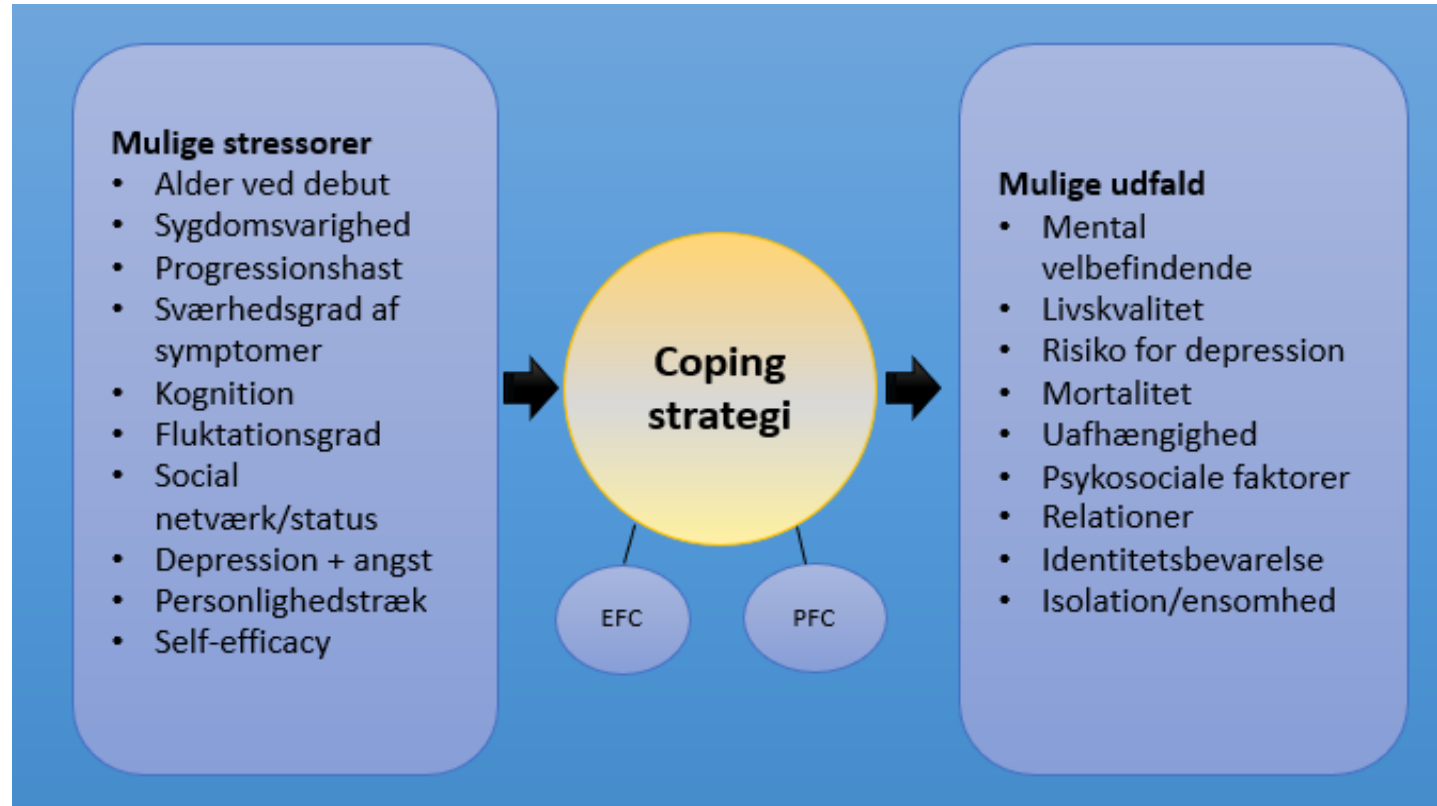 Mulige stressorer
• Alder ved debut
• Sygdomsvarighed
• Progressionshast
• Sværhedsgrad af
symptomer
• Kognition
• Fluktationsgrad
• Social
netværk/status
• Depression + angst
• Personlighedstræk
• Self-efficacy
Coping
strategi
EFC
PFC
Mulige udfald
• Mental
velbefindende
• Livskvalitet
• Risiko for depression
• Mortalitet
• Uafhængighed
• Psykosociale faktorer
• Relationer
• Identitetsbevarelse
• Isolation/ensomhed